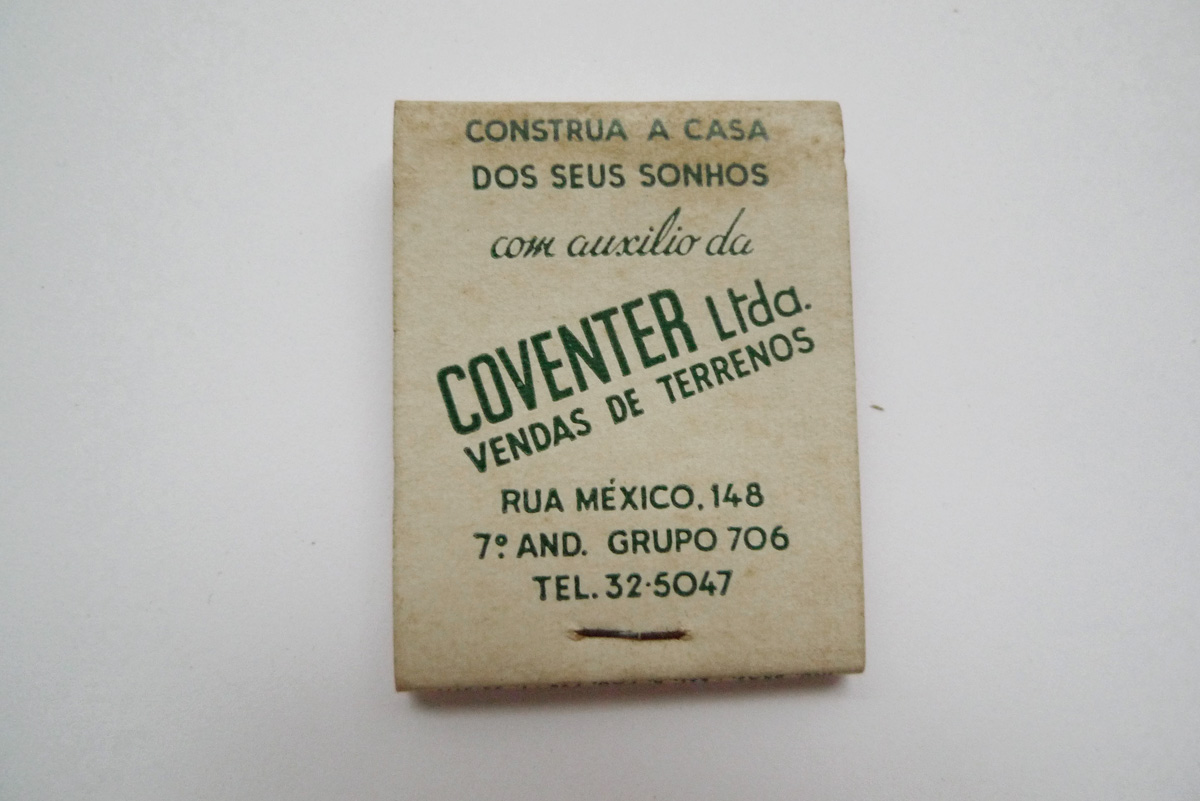 CONSTRUA A CASA
DOS SEUS SONHOS
com auxilio da
COVENTER Ltda.
VENDAS DE TERRENOS
RUA MÉXICO, 148
7º AND. GRUPO 706
TEL. 32-5047